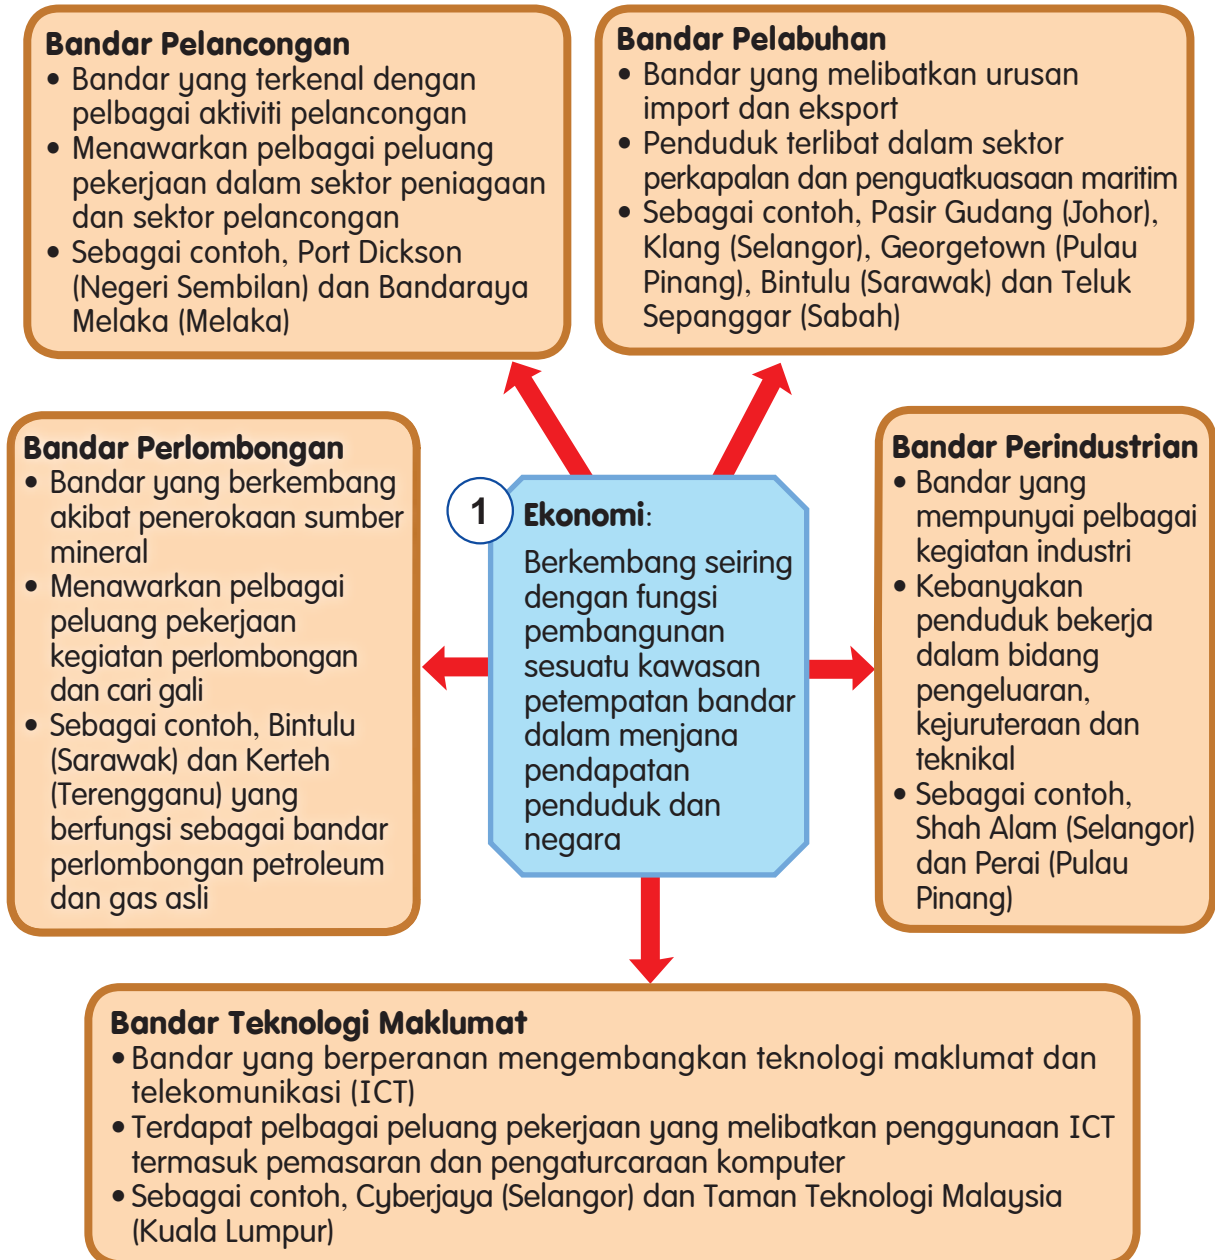 Bandar Pelancongan
• Bandar yang terkenal dengan
pelbagai aktiviti pelancongan
• Menawarkan pelbagai peluang
pekerjaan dalam sektor peniagaan
dan sektor pelancongan
• Sebagai contoh, Port Dickson
(Negeri Sembilan) dan Bandaraya
Melaka (Melaka)
Bandar Pelabuhan
• Bandar yang melibatkan urusan
import dan eksport
• Penduduk terlibat dalam sektor
perkapalan dan penguatkuasaan maritim
• Sebagai contoh, Pasir Gudang (Johor),
Klang (Selangor), Georgetown (Pulau
Pinang), Bintulu (Sarawak) dan Teluk
Sepanggar (Sabah)
Bandar Perlombongan
• Bandar yang berkembang
akibat penerokaan sumber
mineral
• Menawarkan pelbagai
peluang pekerjaan
kegiatan perlombongan
dan cari gali
• Sebagai contoh, Bintulu
(Sarawak) dan Kerteh
(Terengganu) yang
berfungsi sebagai bandar
perlombongan petroleum
dan gas asli
1
Ekonomi:
Berkembang seiring
dengan fungsi
pembangunan
sesuatu kawasan
petempatan bandar
dalam menjana
pendapatan
penduduk dan
negara
Bandar Perindustrian
• Bandar yang
mempunyai pelbagai
kegiatan industri
• Kebanyakan
penduduk bekerja
dalam bidang
pengeluaran,
kejuruteraan dan
teknikal
• Sebagai contoh,
Shah Alam (Selangor)
dan Perai (Pulau
Pinang)
Bandar Teknologi Maklumat
• Bandar yang berperanan mengembangkan teknologi maklumat dan
telekomunikasi (ICT)
• Terdapat pelbagai peluang pekerjaan yang melibatkan penggunaan ICT
termasuk pemasaran dan pengaturcaraan komputer
• Sebagai contoh, Cyberjaya (Selangor) dan Taman Teknologi Malaysia
(Kuala Lumpur)